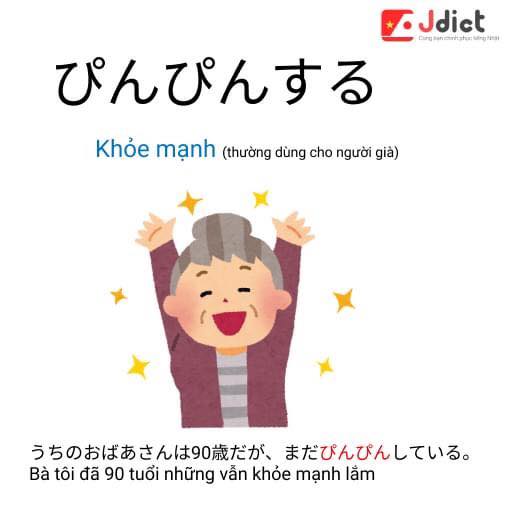 Jdict
Cùng bạn chinh phục tiếng Nhật
ぴんぴんする
Khỏe mạnh (thường dùng cho người già)
うちのおばあさんは90歳だが、まだぴんぴんしている。
Bà tôi đã 90 tuổi những vẫn khỏe mạnh lắm